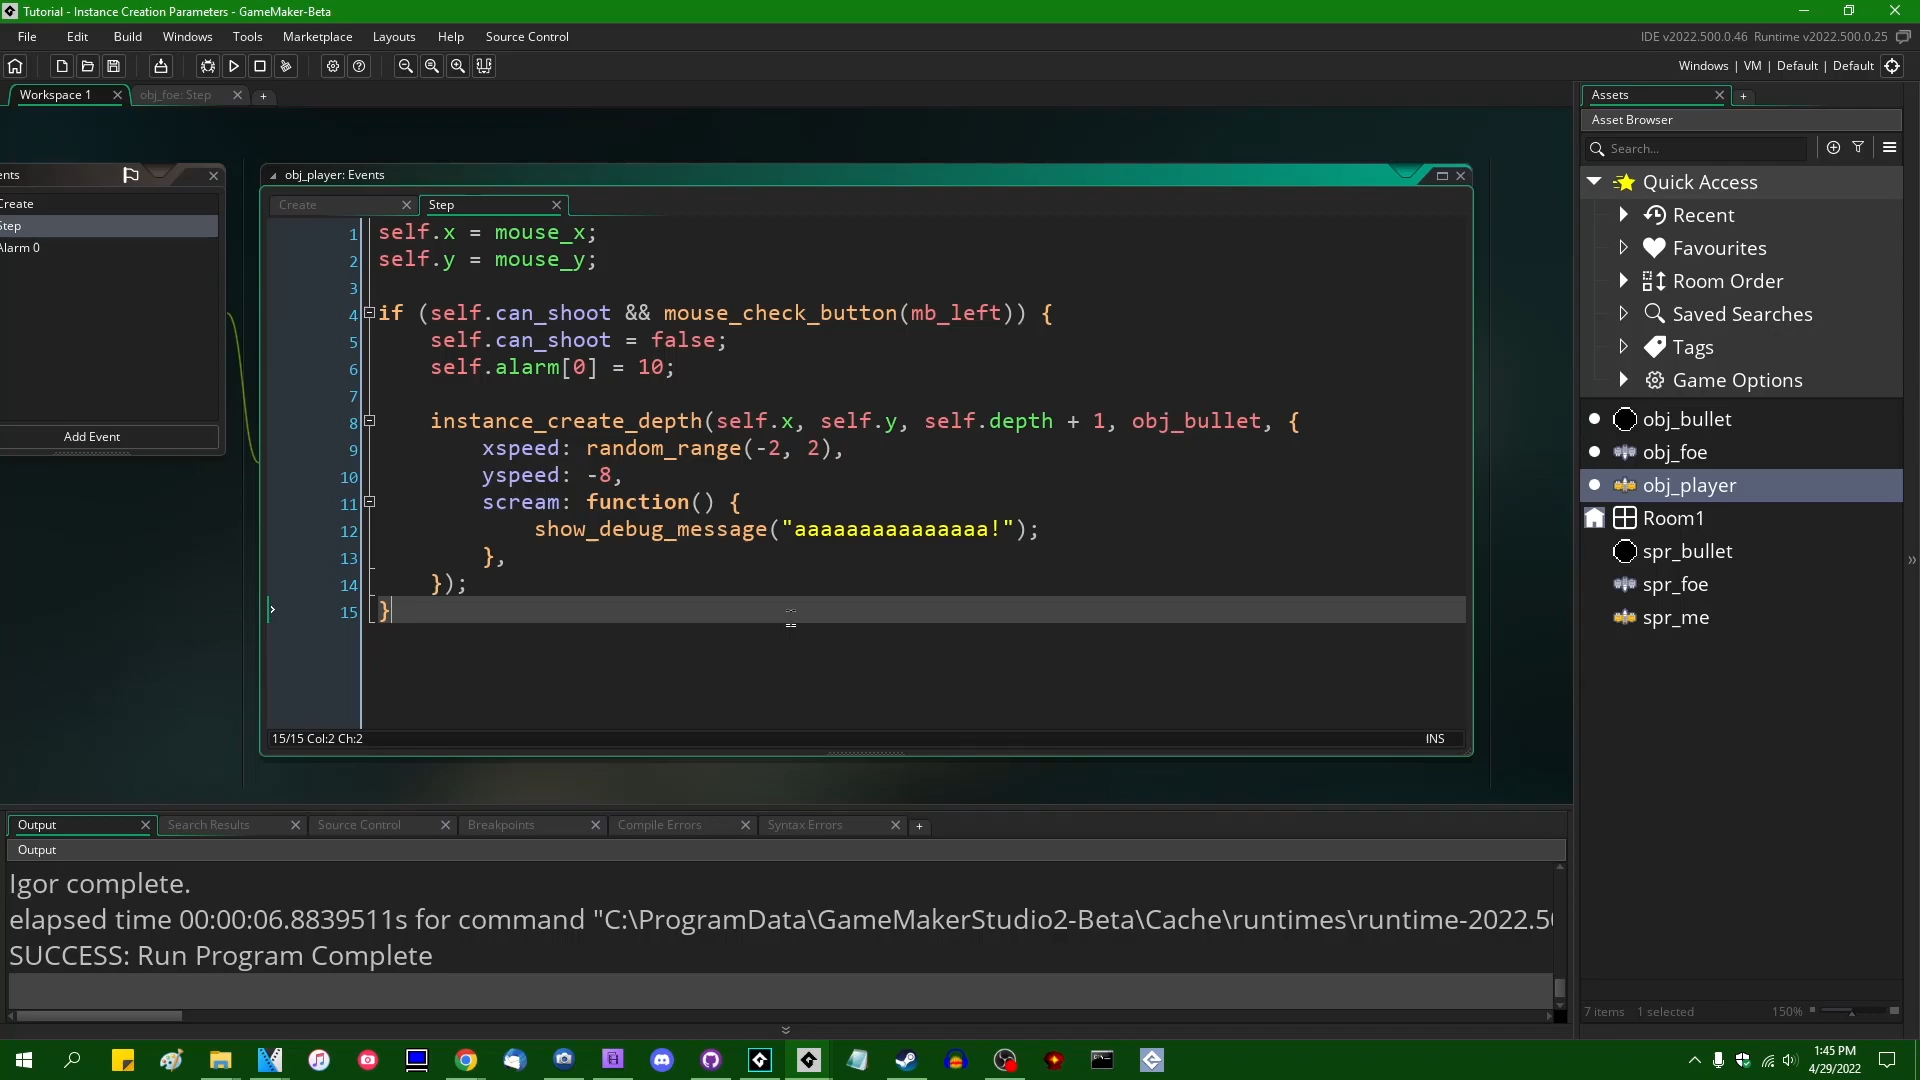 Tutorial - Instance Creation Parameters - GameMaker-Beta
File Edit Build Windows Tools Marketplace Layouts Help Source Control
IDE v2022.500.0.46 Runtime v2022.500.0.25
Windows | VM | Default | Default
Workspace 1
obj_foe: Step
ents
Create
Step
Alarm 0
Add Event
obj_player: Events
Create
Step
1 self.x = mouse_x;
2 self.y = mouse_y;
3
4 if (self.can_shoot && mouse_check_button(mb_left)) {
5 self.can_shoot = false;
6 self.alarm[0] = 10;
7
8 instance_create_depth(self.x, self.y, self.depth + 1, obj_bullet, {
9 xspeed: random_range(-2, 2),
10 yspeed: -8,
11 scream: function() {
12 show_debug_message("aaaaaaaaaaaaaaa!");
13 },
14 });
15 }
15/15 Col:2 Ch:2
INS
Assets
Asset Browser
Search...
Quick Access
Recent
Favourites
Room Order
Saved Searches
Tags
Game Options
obj_bullet
obj_foe
obj_player
Room1
spr_bullet
spr_foe
spr_me
7 items 1 selected
150%
Output
Search Results
Source Control
Breakpoints
Compile Errors
Syntax Errors
Output
Igor complete.
elapsed time 00:00:06.8839511s for command "C:\ProgramData\GameMakerStudio2-Beta\Cache\runtimes\runtime-2022.50
SUCCESS: Run Program Complete
1:45 PM
4/29/2022